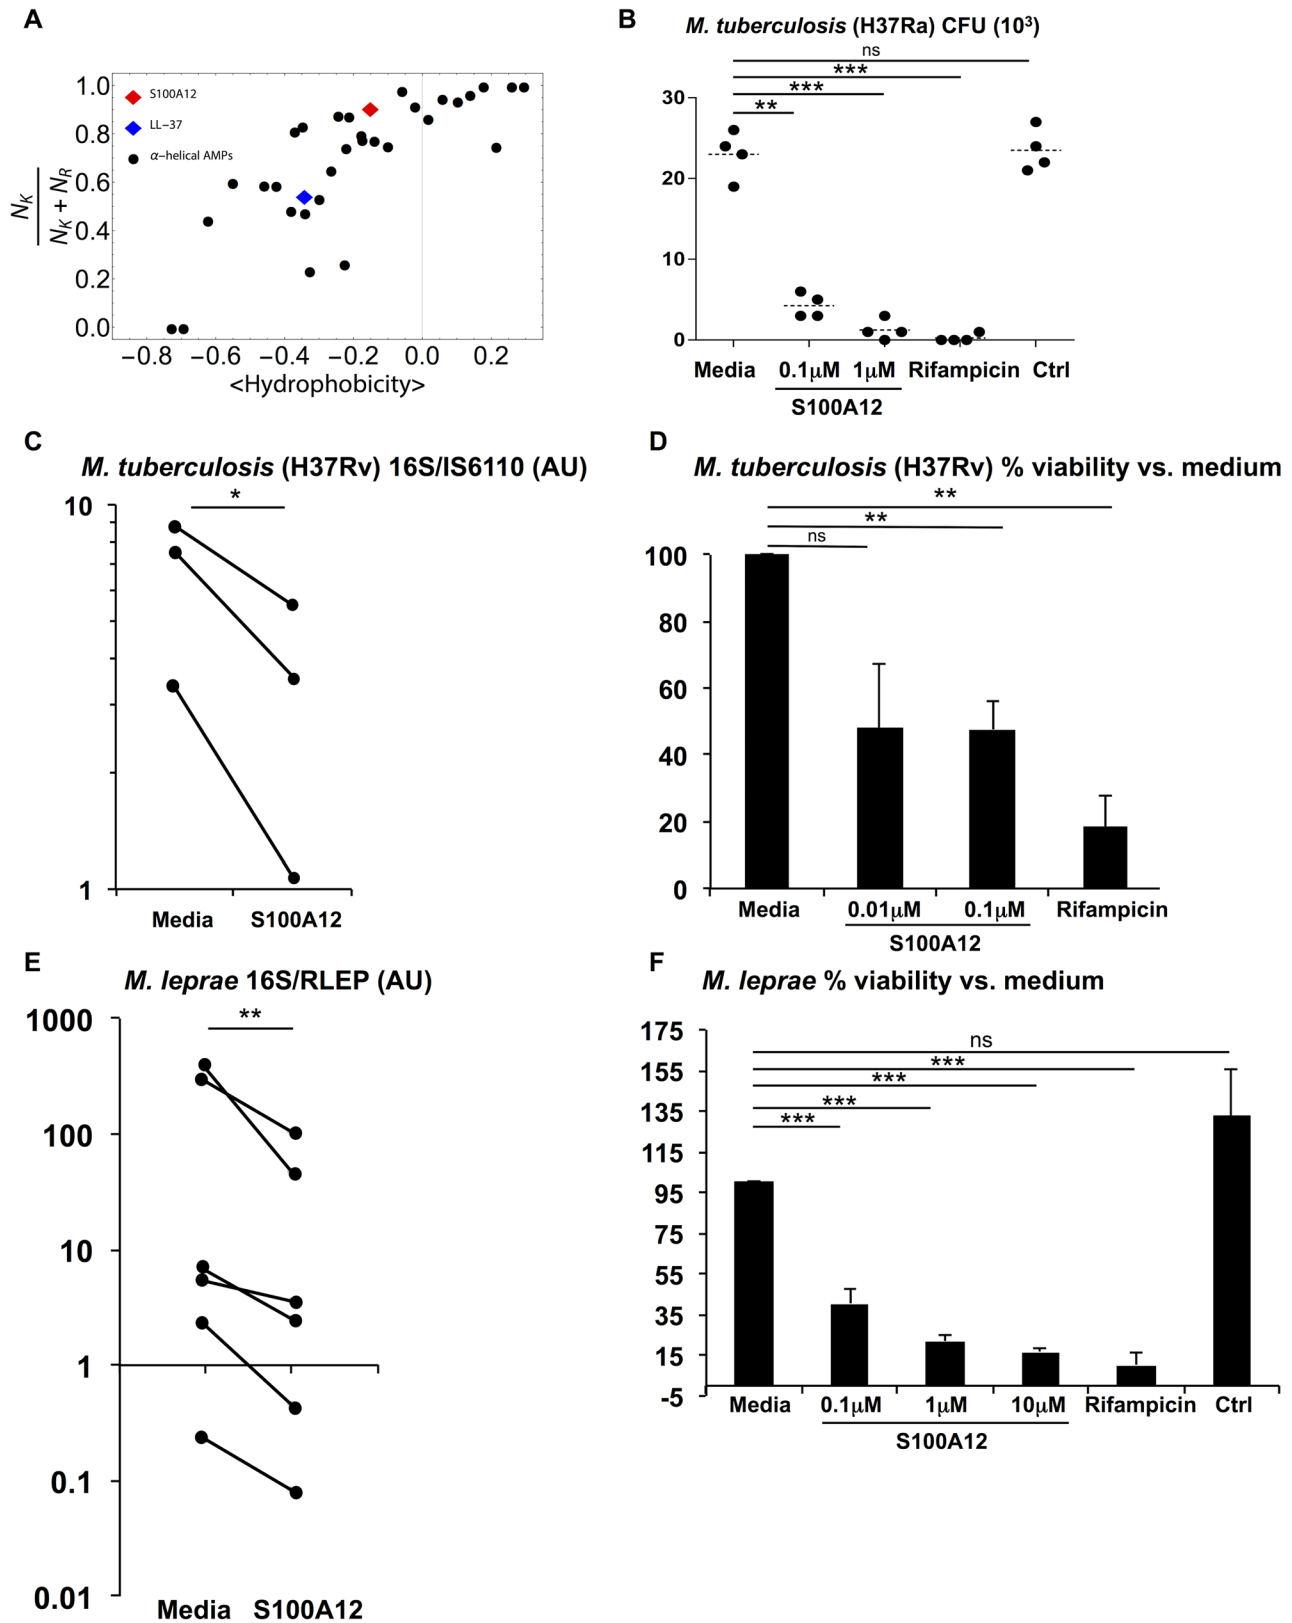 A
1.0
0.8
0.6
0.4
0.2
0.0
N_K
N_K + N_R
S100A12
LL−37
α−helical AMPs
−0.8 −0.6 −0.4 −0.2 0.0 0.2
<Hydrophobicity>
B
M. tuberculosis (H37Ra) CFU (10³)
ns
***
***
**
30
20
10
0
Media 0.1μM 1μM Rifampicin Ctrl
S100A12
C
M. tuberculosis (H37Rv) 16S/IS6110 (AU)
*
10
1
Media S100A12
D
M. tuberculosis (H37Rv) % viability vs. medium
**
**
ns
100
80
60
40
20
0
Media 0.01μM 0.1μM Rifampicin
S100A12
E
M. leprae 16S/RLEP (AU)
**
1000
100
10
1
0.1
0.01
Media S100A12
F
M. leprae % viability vs. medium
ns
***
***
***
***
175
155
135
115
95
75
55
35
15
-5
Media 0.1μM 1μM 10μM Rifampicin Ctrl
S100A12